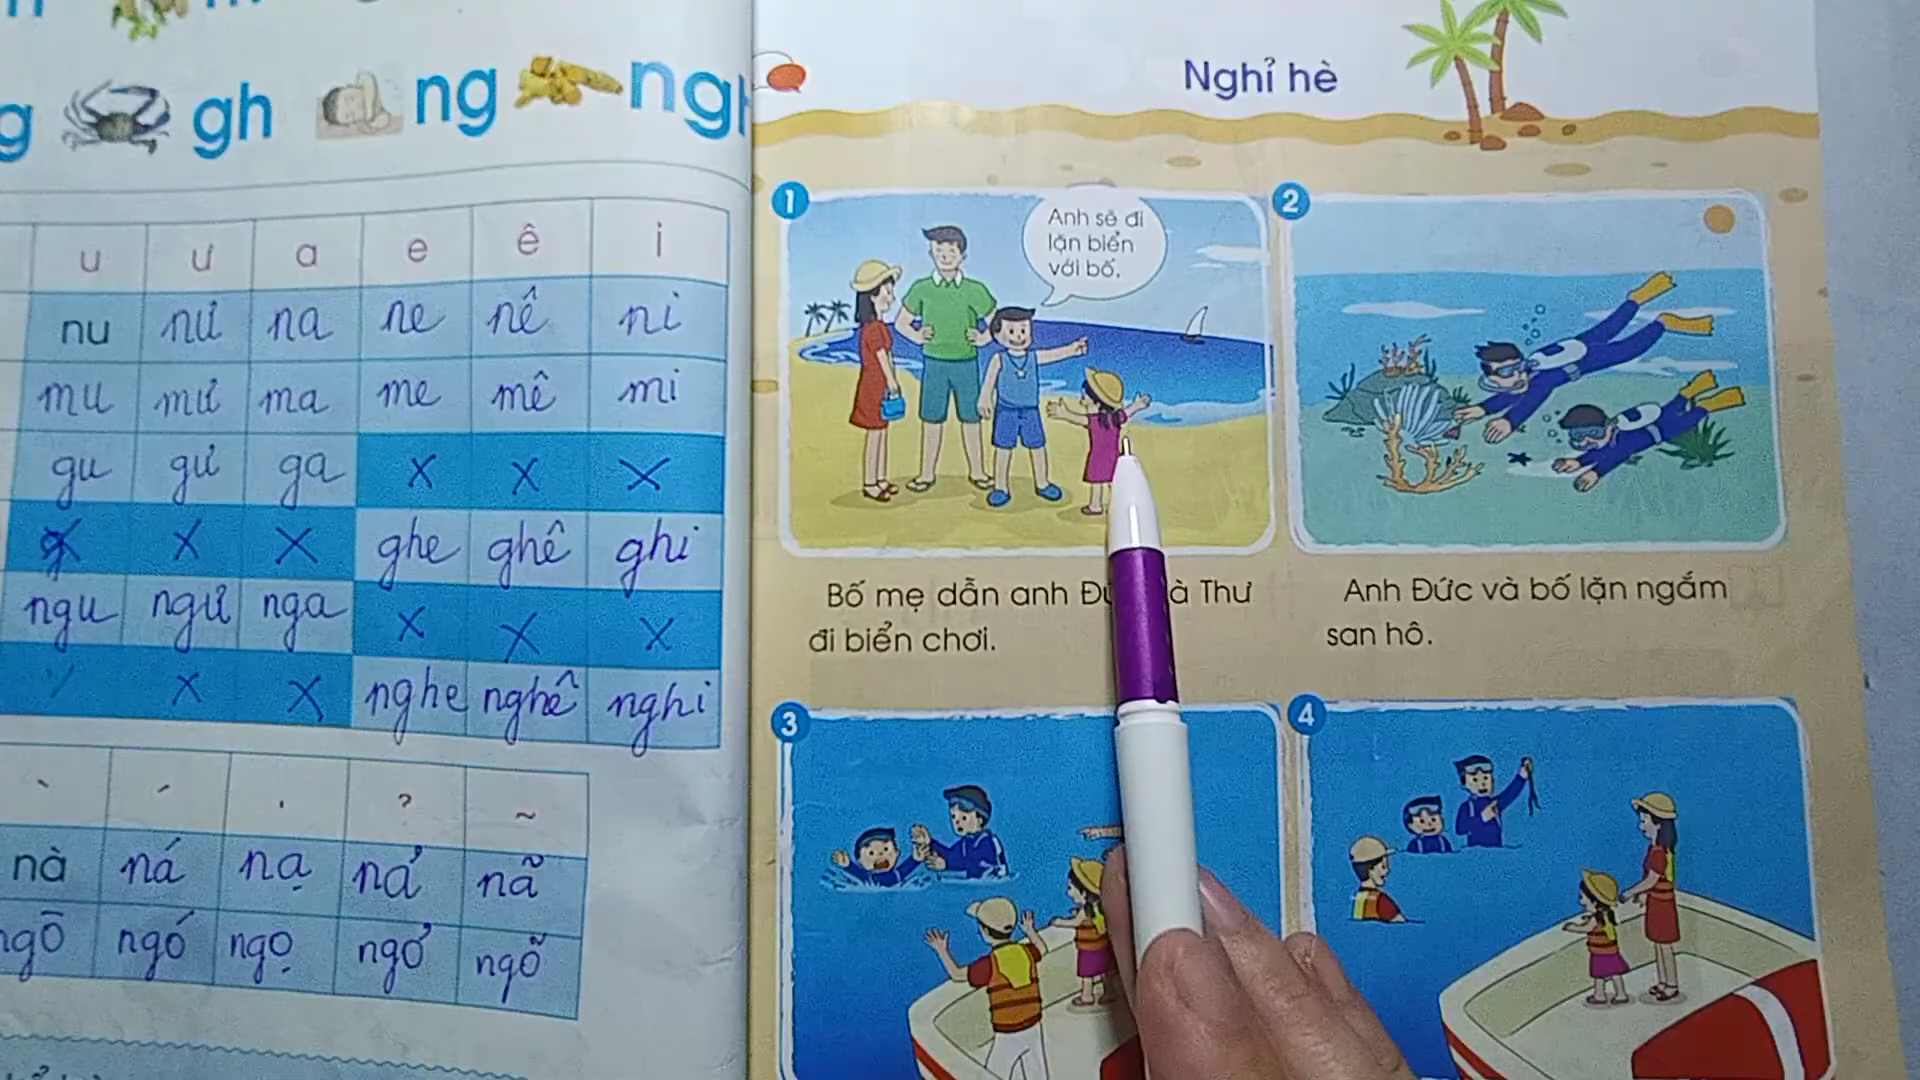 g gh ng ngh
u ư a e ê i
nu nư na ne nê ni
mu mư ma me mê mi
gu gư ga x x x
x x x ghe ghê ghi
ngu ngư nga x x x
x x nghe nghê nghi
` ´ . ? ~
nà ná nạ nả nã
ngó ngọ ngỏ ngõ
Nghỉ hè
1
Anh sẽ đi
lặn biển
với bố.
Bố mẹ dẫn anh Thư
đi biển chơi.
2
Anh Đức và bố lặn ngắm
san hô.
3
4